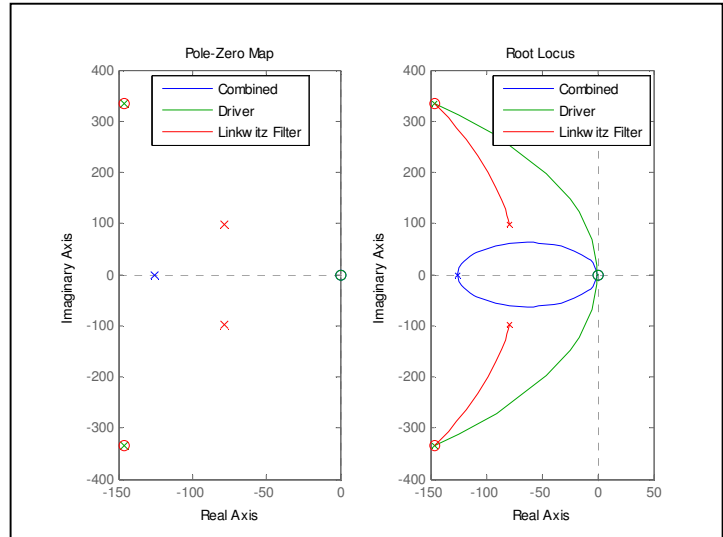 Pole-Zero Map
Combined
Driver
Linkwitz Filter
400
300
200
100
0
-100
-200
-300
-400
Imaginary Axis
-150
-100
-50
0
Real Axis
Root Locus
Combined
Driver
Linkwitz Filter
400
300
200
100
0
-100
-200
-300
-400
Imaginary Axis
-150
-100
-50
0
50
Real Axis